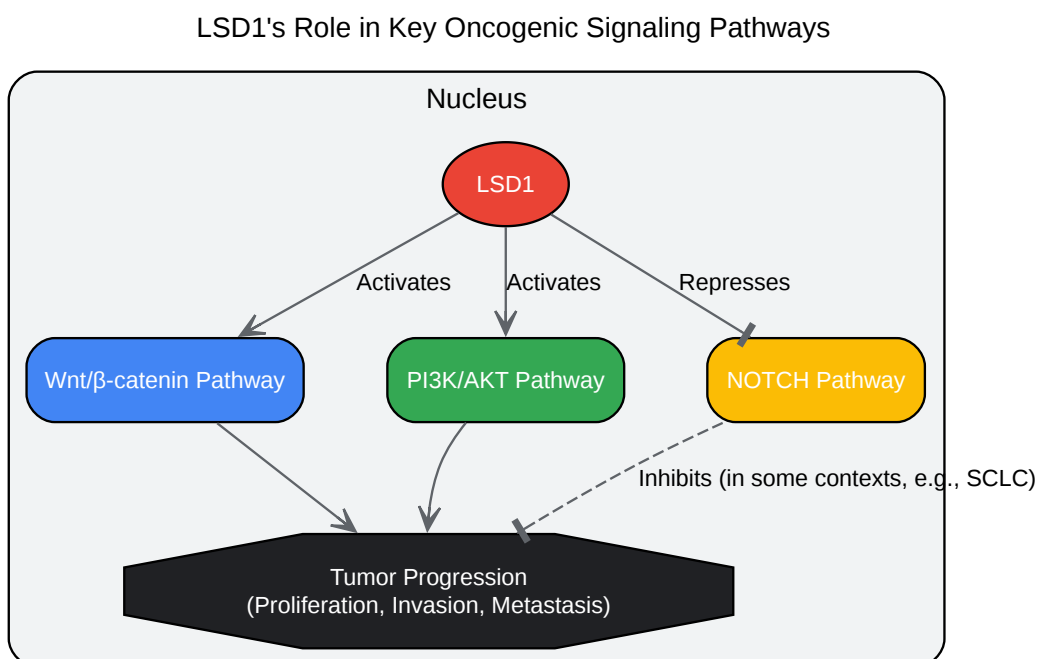 LSD1's Role in Key Oncogenic Signaling Pathways
Nucleus
LSD1
Activates
Activates
Represses
Wnt/β-catenin Pathway
PI3K/AKT Pathway
NOTCH Pathway
Inhibits (in some contexts, e.g., SCLC)
Tumor Progression
(Proliferation, Invasion, Metastasis)